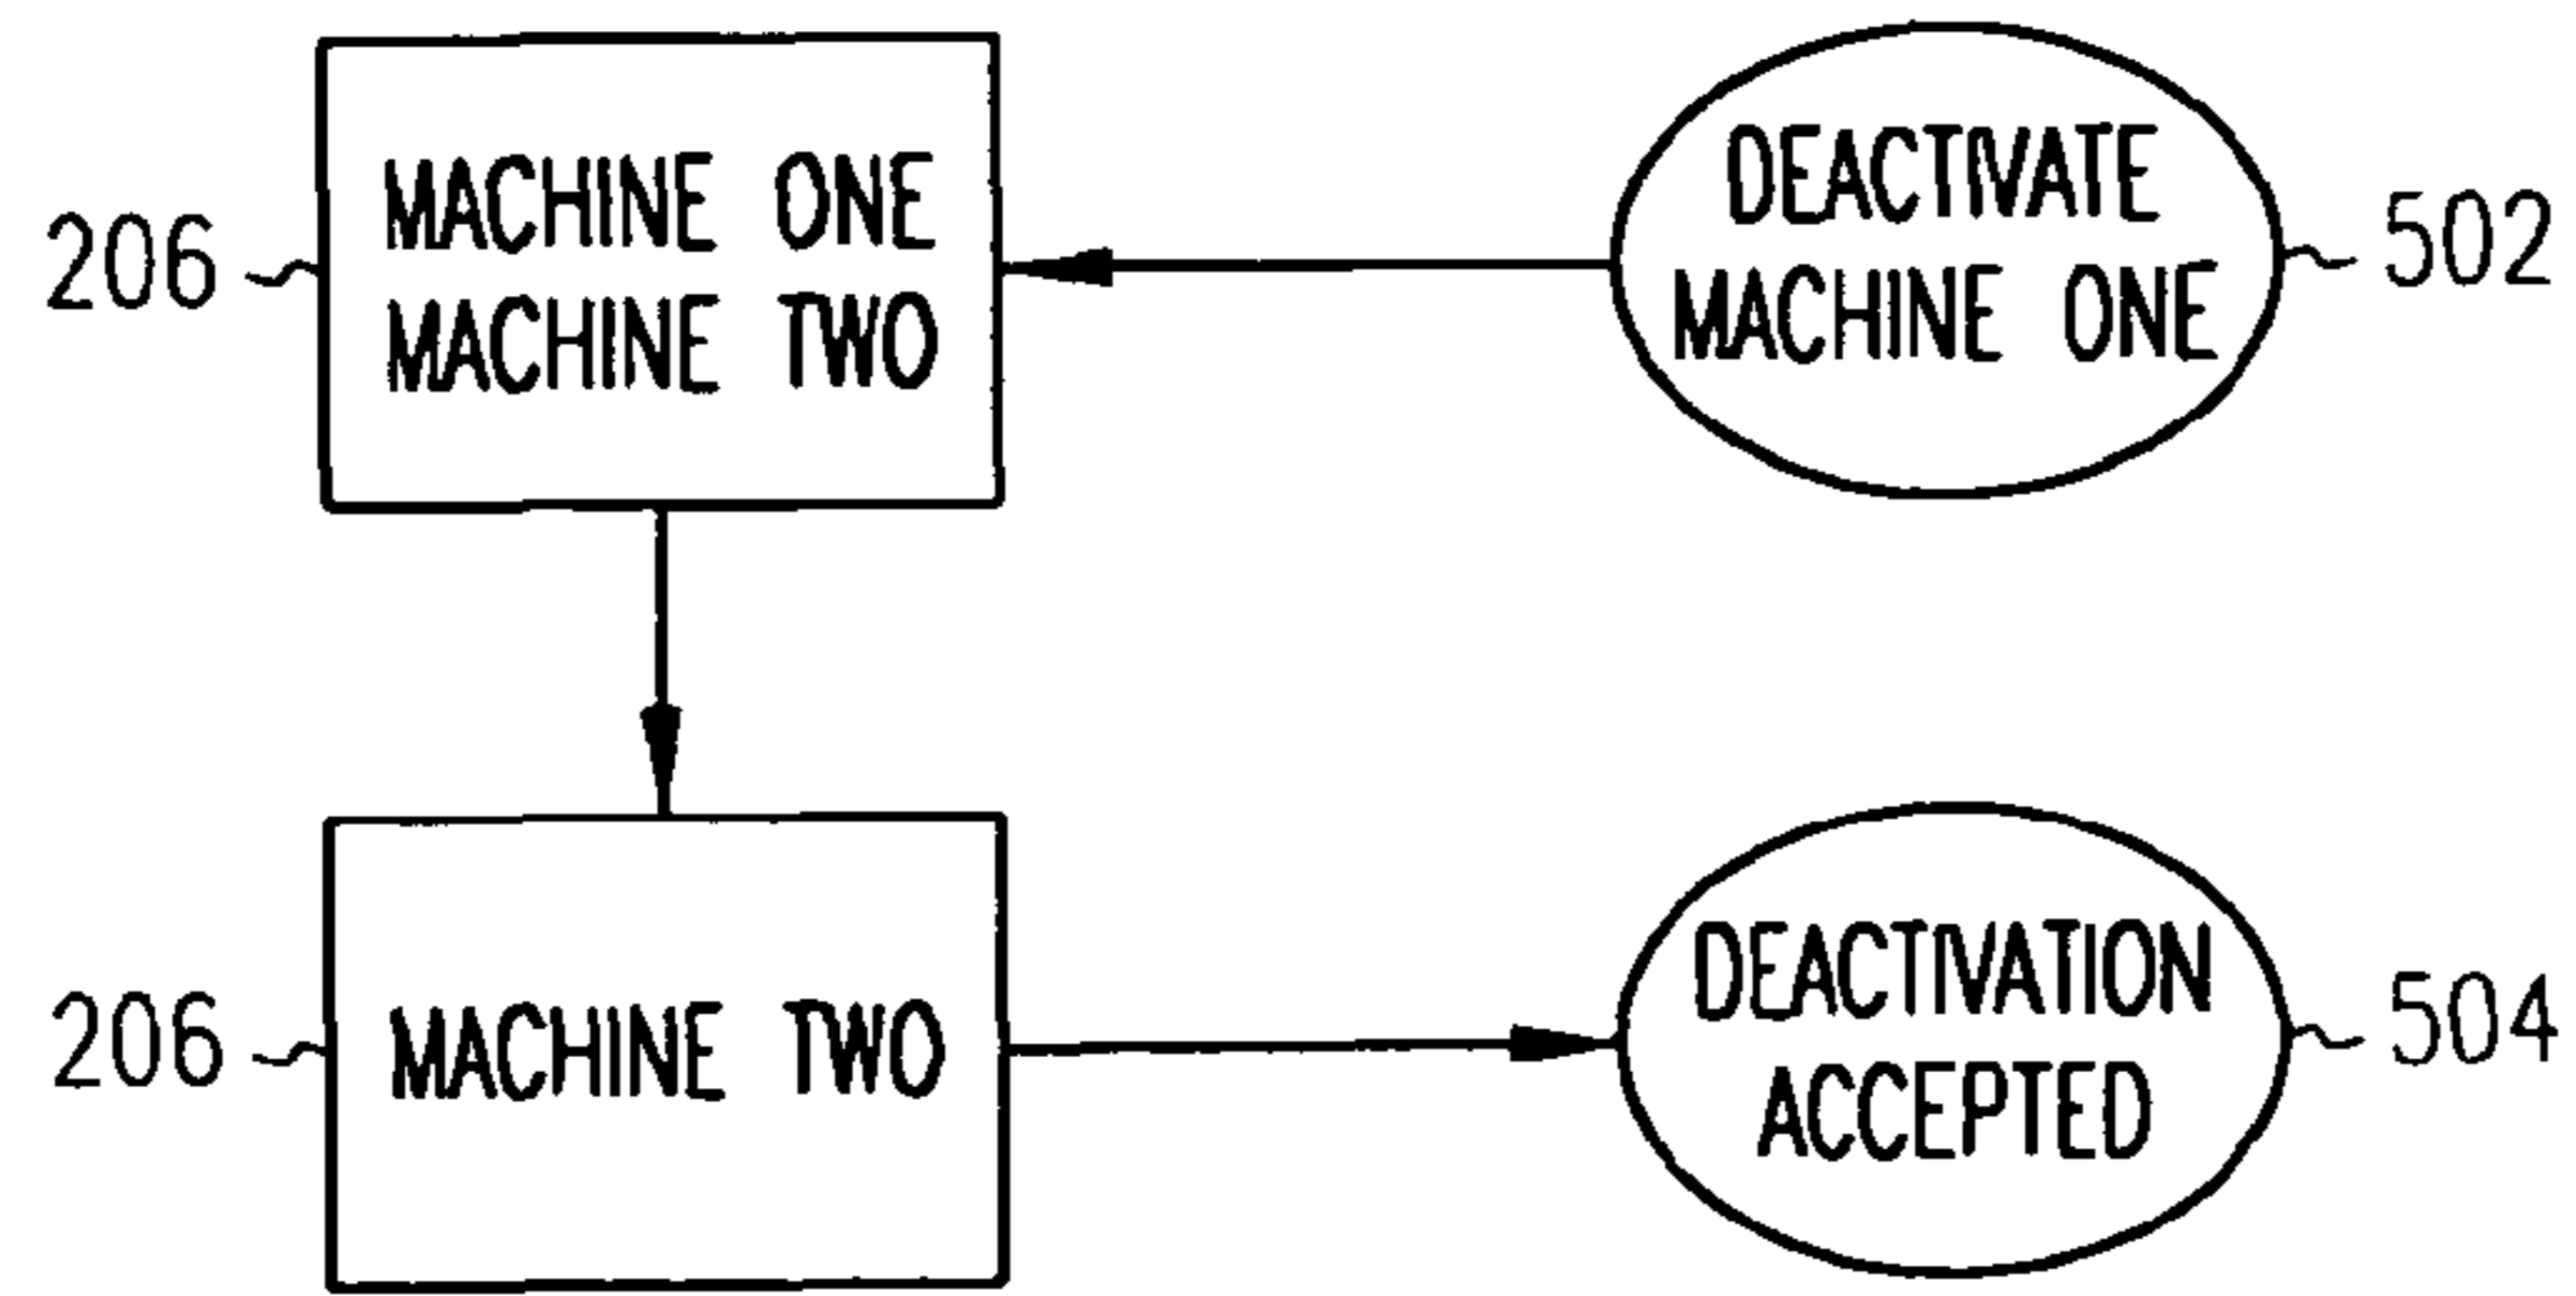 206
MACHINE ONE
MACHINE TWO
DEACTIVATE
MACHINE ONE
502
206
MACHINE TWO
DEACTIVATION
ACCEPTED
504